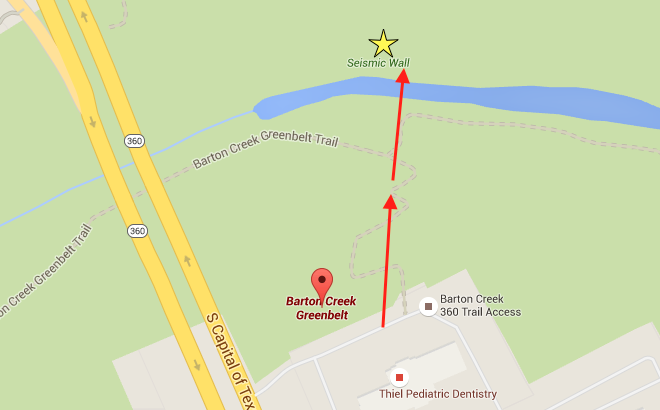 Seismic Wall
360
Barton Creek Greenbelt Trail
360
n Creek Greenbelt Trail
Barton Creek
Greenbelt
Barton Creek
360 Trail Access
S Capital of Tex
Thiel Pediatric Dentistry